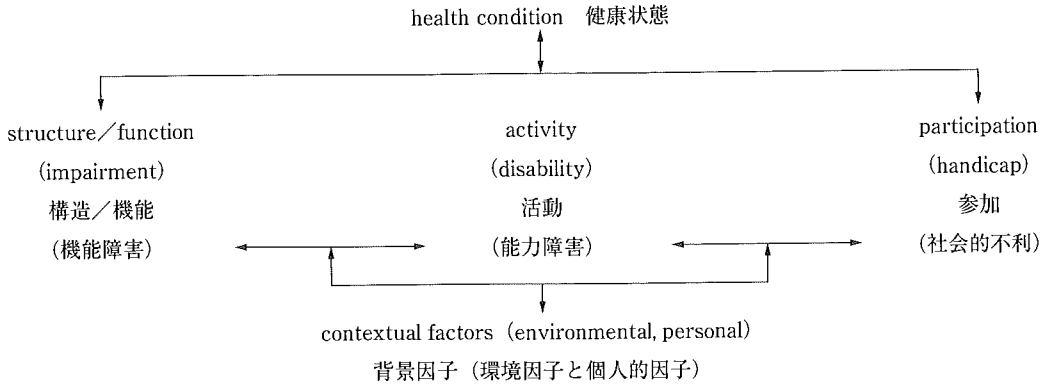 health condition 健康状態
structure／function
(impairment)
構造／機能
(機能障害)
activity
(disability)
活動
(能力障害)
participation
(handicap)
参加
(社会的不利)
contextual factors (environmental, personal)
背景因子（環境因子と個人的因子）